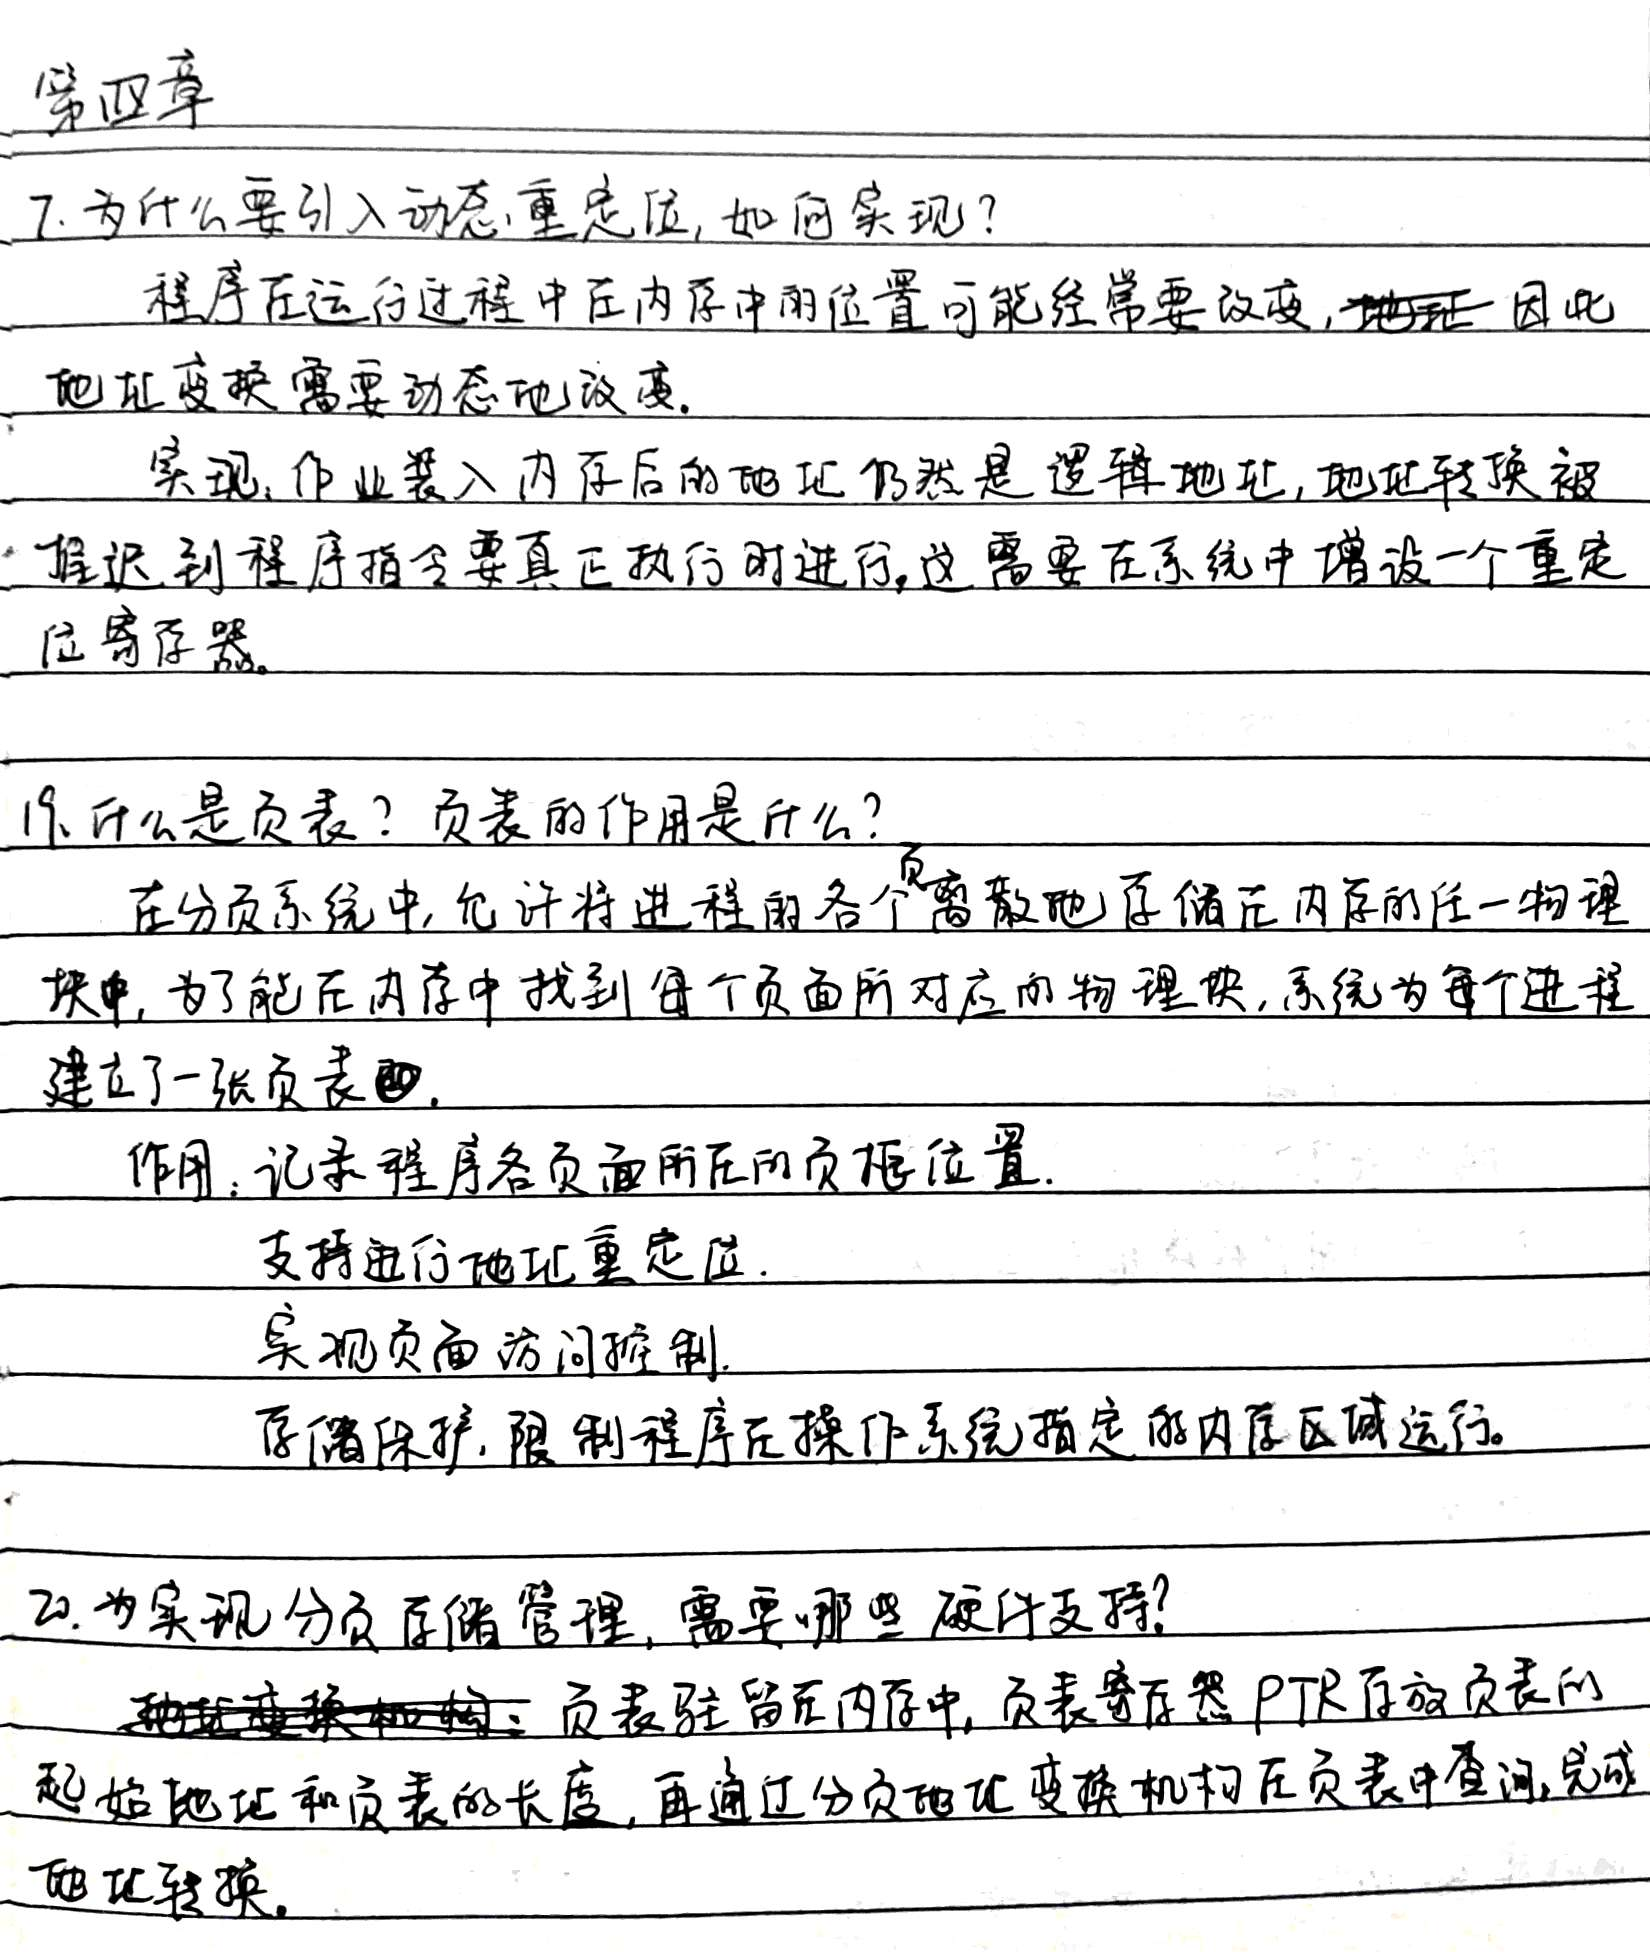 第四章
7. 为什么要引入动态重定位, 如何实现?
程序在运行过程中在内存中的位置可能经常要改变, 因此
地址变换需要动态地改变.
实现: 作业装入内存后的地址仍然是逻辑地址, 地址转换被
推迟到程序指令要真正执行时进行。这需要在系统中增设一个重定
位寄存器。
19. 什么是页表? 页表的作用是什么?
在分页系统中, 允许将进程的各个页离散地存储在内存的任一物理
块中, 为了能在内存中找到每个页面所对应的物理块, 系统为每个进程
建立了一张页表.
作用: 记录程序各页面所在的页框位置.
支持进行地址重定位.
实现页面访问控制.
存储保护, 限制程序在操作系统指定的内存区域运行。
20. 为实现分页存储管理, 需要哪些硬件支持?
页表驻留在内存中, 页表寄存器PTR存放页表的
起始地址和页表的长度, 再通过分页地址变换机构在页表中查询, 完成
地址转换。